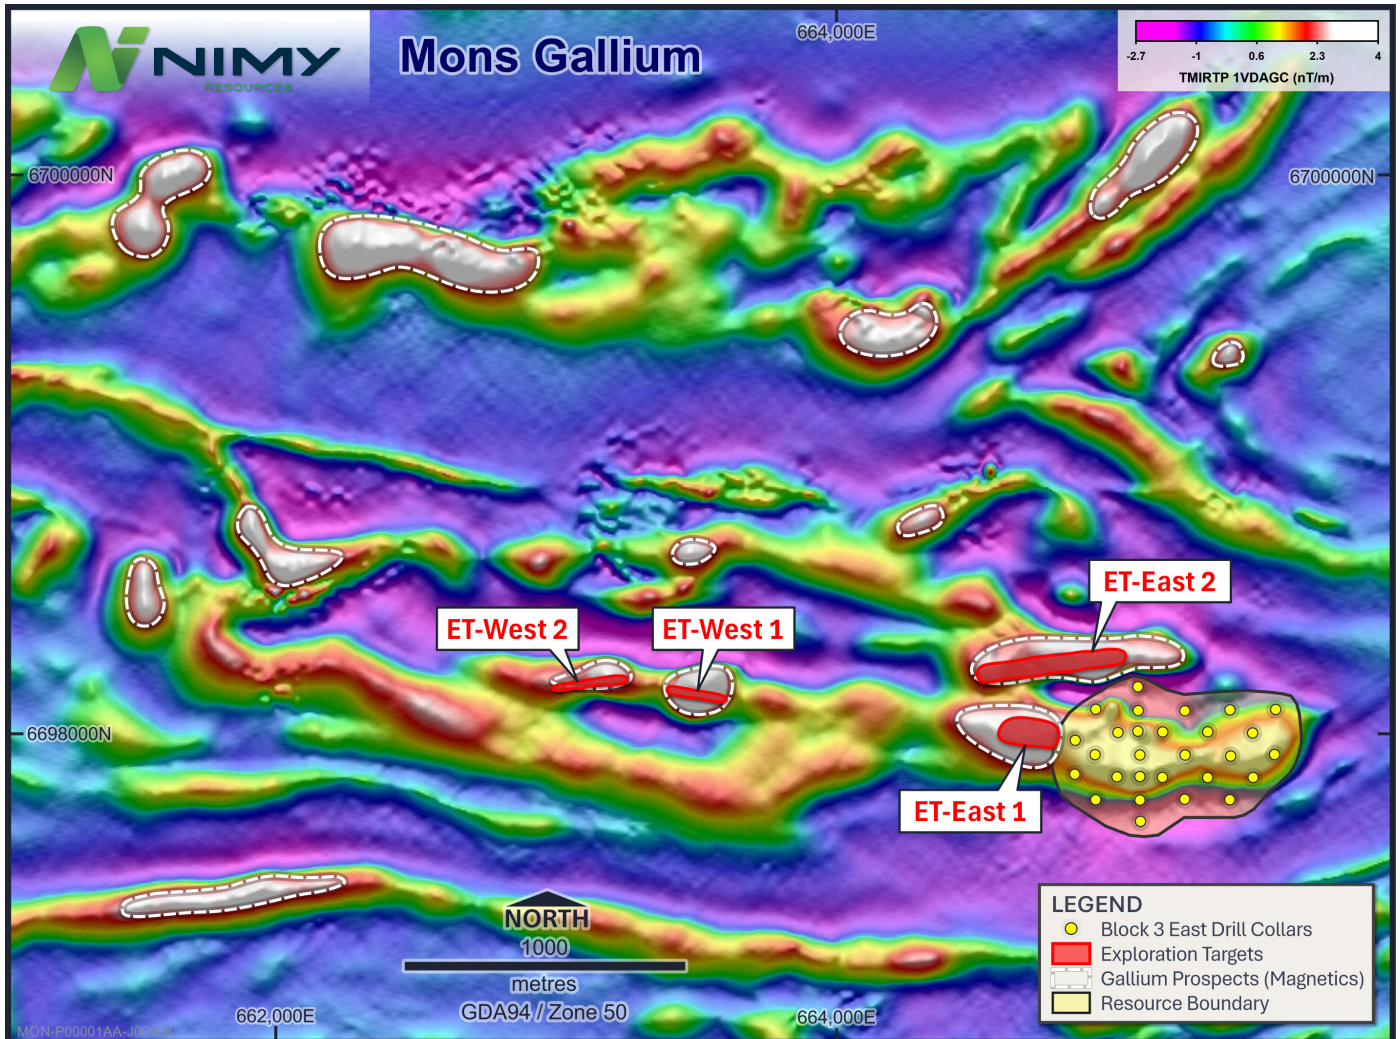 NIMY
RESOURCES
Mons Gallium
664,000E
-2.7 -1 0.6 2.3 4
TMIRTP 1VDAGC (nT/m)
6700000N
6700000N
ET-East 2
ET-West 2
ET-West 1
6698000N
ET-East 1
NORTH
1000
metres
GDA94 / Zone 50
662,000E
664,000E
LEGEND
Block 3 East Drill Collars
Exploration Targets
Gallium Prospects (Magnetics)
Resource Boundary